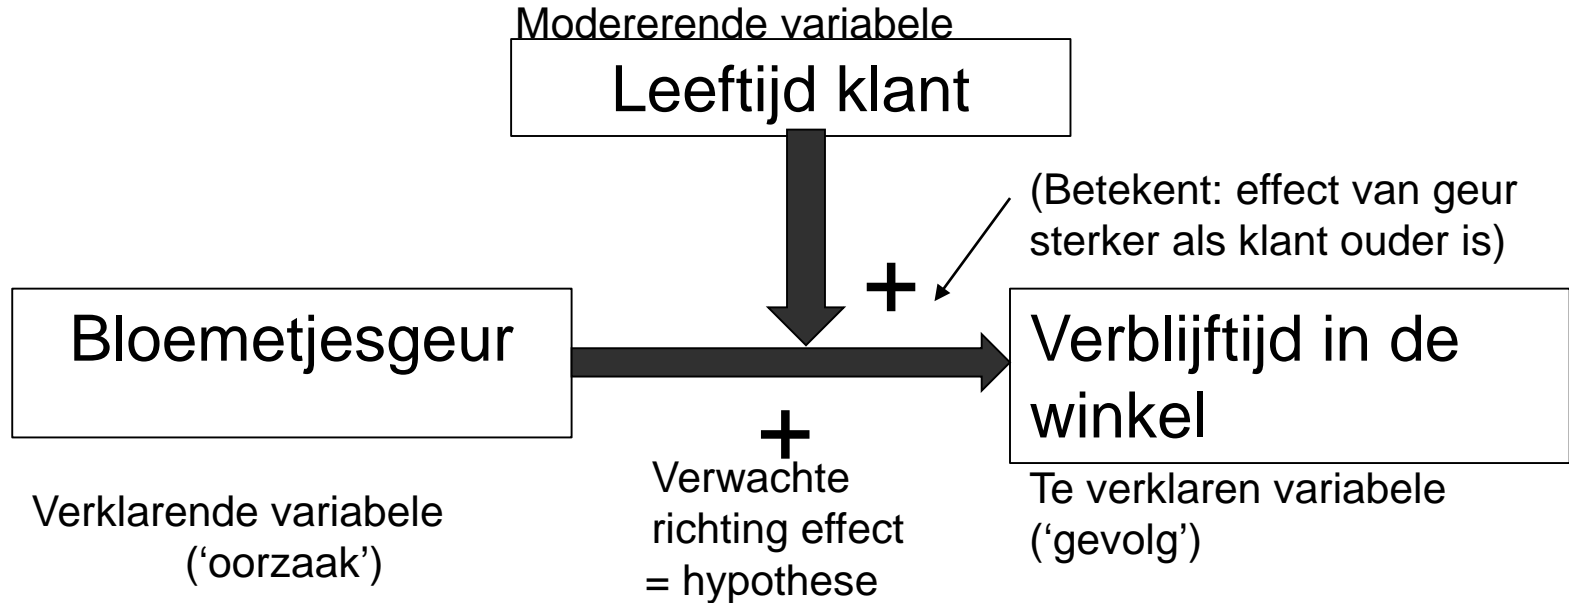 Modererende variabele
Leeftijd klant
(Betekent: effect van geur
sterker als klant ouder is)
+
Bloemetjesgeur
Verblijftijd in de
winkel
+
Verwachte
richting effect
= hypothese
Verklarende variabele
(‘oorzaak’)
Te verklaren variabele
(‘gevolg’)